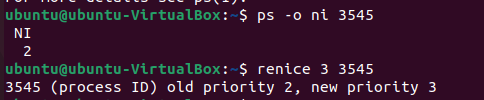 For more details see ps(1).
ubuntu@ubuntu-VirtualBox:~$ ps -o ni 3545
NI
2
ubuntu@ubuntu-VirtualBox:~$ renice 3 3545
3545 (process ID) old priority 2, new priority 3